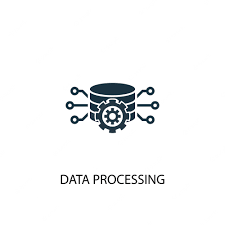 DATA PROCESSING